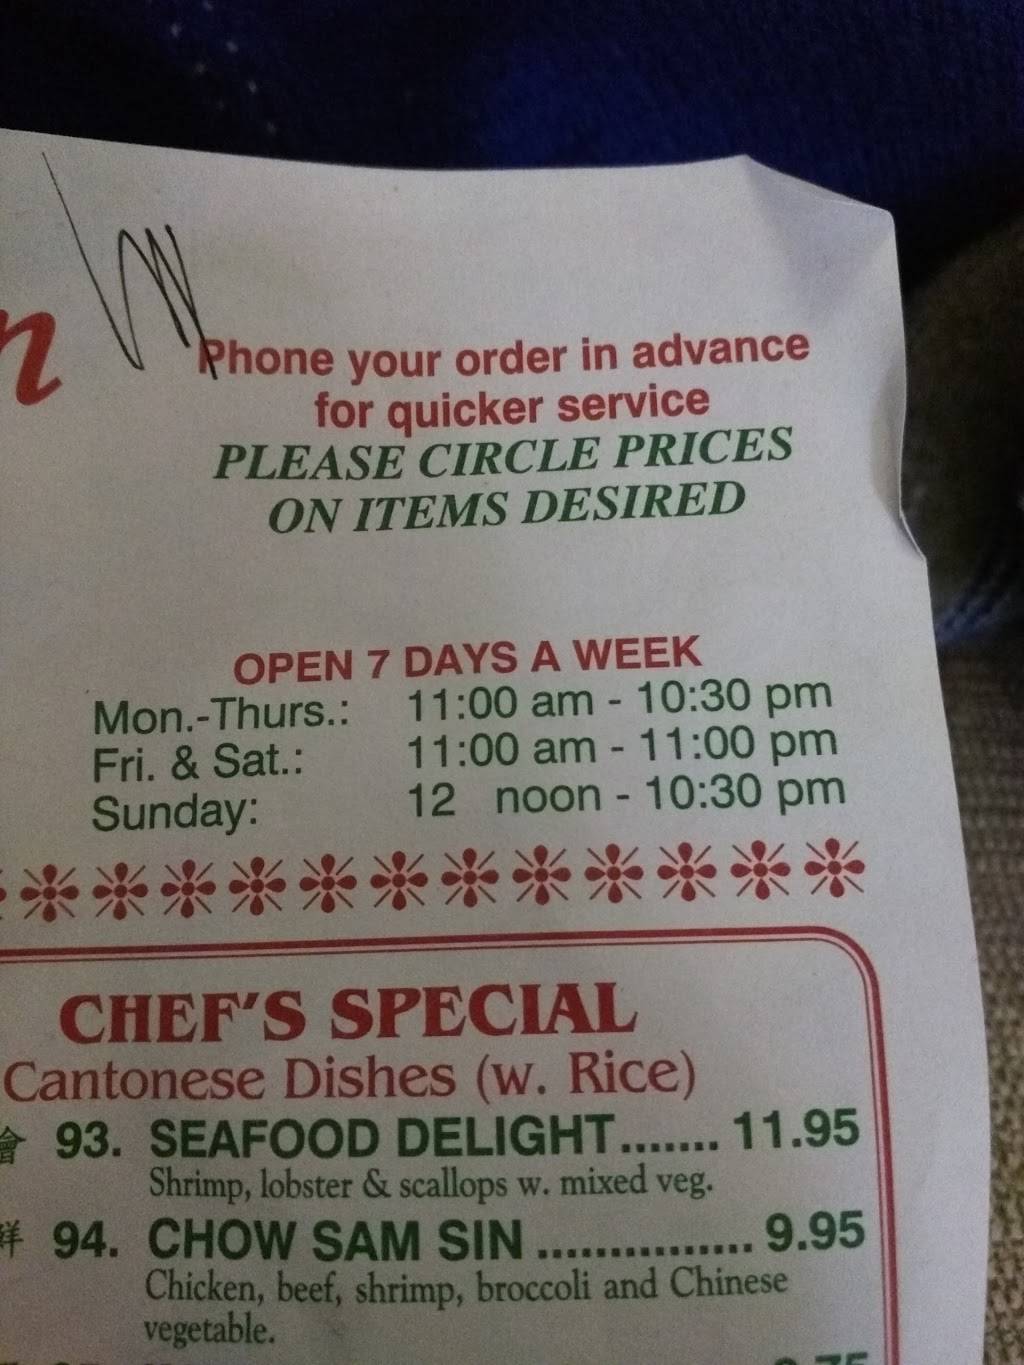 n
Phone your order in advance
for quicker service
PLEASE CIRCLE PRICES
ON ITEMS DESIRED
OPEN 7 DAYS A WEEK
Mon.-Thurs.: 11:00 am - 10:30 pm
Fri. & Sat.: 11:00 am - 11:00 pm
Sunday: 12 noon - 10:30 pm
CHEF'S SPECIAL
Cantonese Dishes (w. Rice)
會 93. SEAFOOD DELIGHT....... 11.95
Shrimp, lobster & scallops w. mixed veg.
鮮 94. CHOW SAM SIN ............... 9.95
Chicken, beef, shrimp, broccoli and Chinese
vegetable.